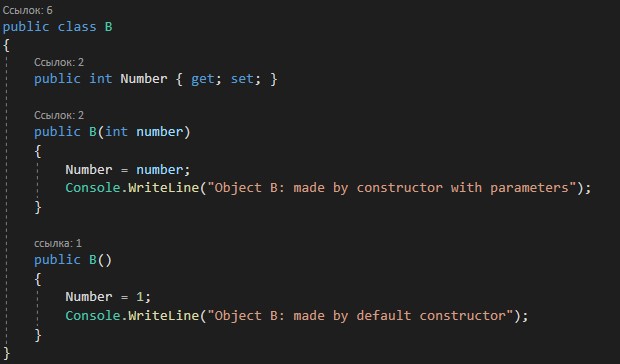 Ссылок: 6
public class B
{
Ссылок: 2
public int Number { get; set; }
Ссылок: 2
public B(int number)
{
Number = number;
Console.WriteLine("Object B: made by constructor with parameters");
}
ссылка: 1
public B()
{
Number = 1;
Console.WriteLine("Object B: made by default constructor");
}
}